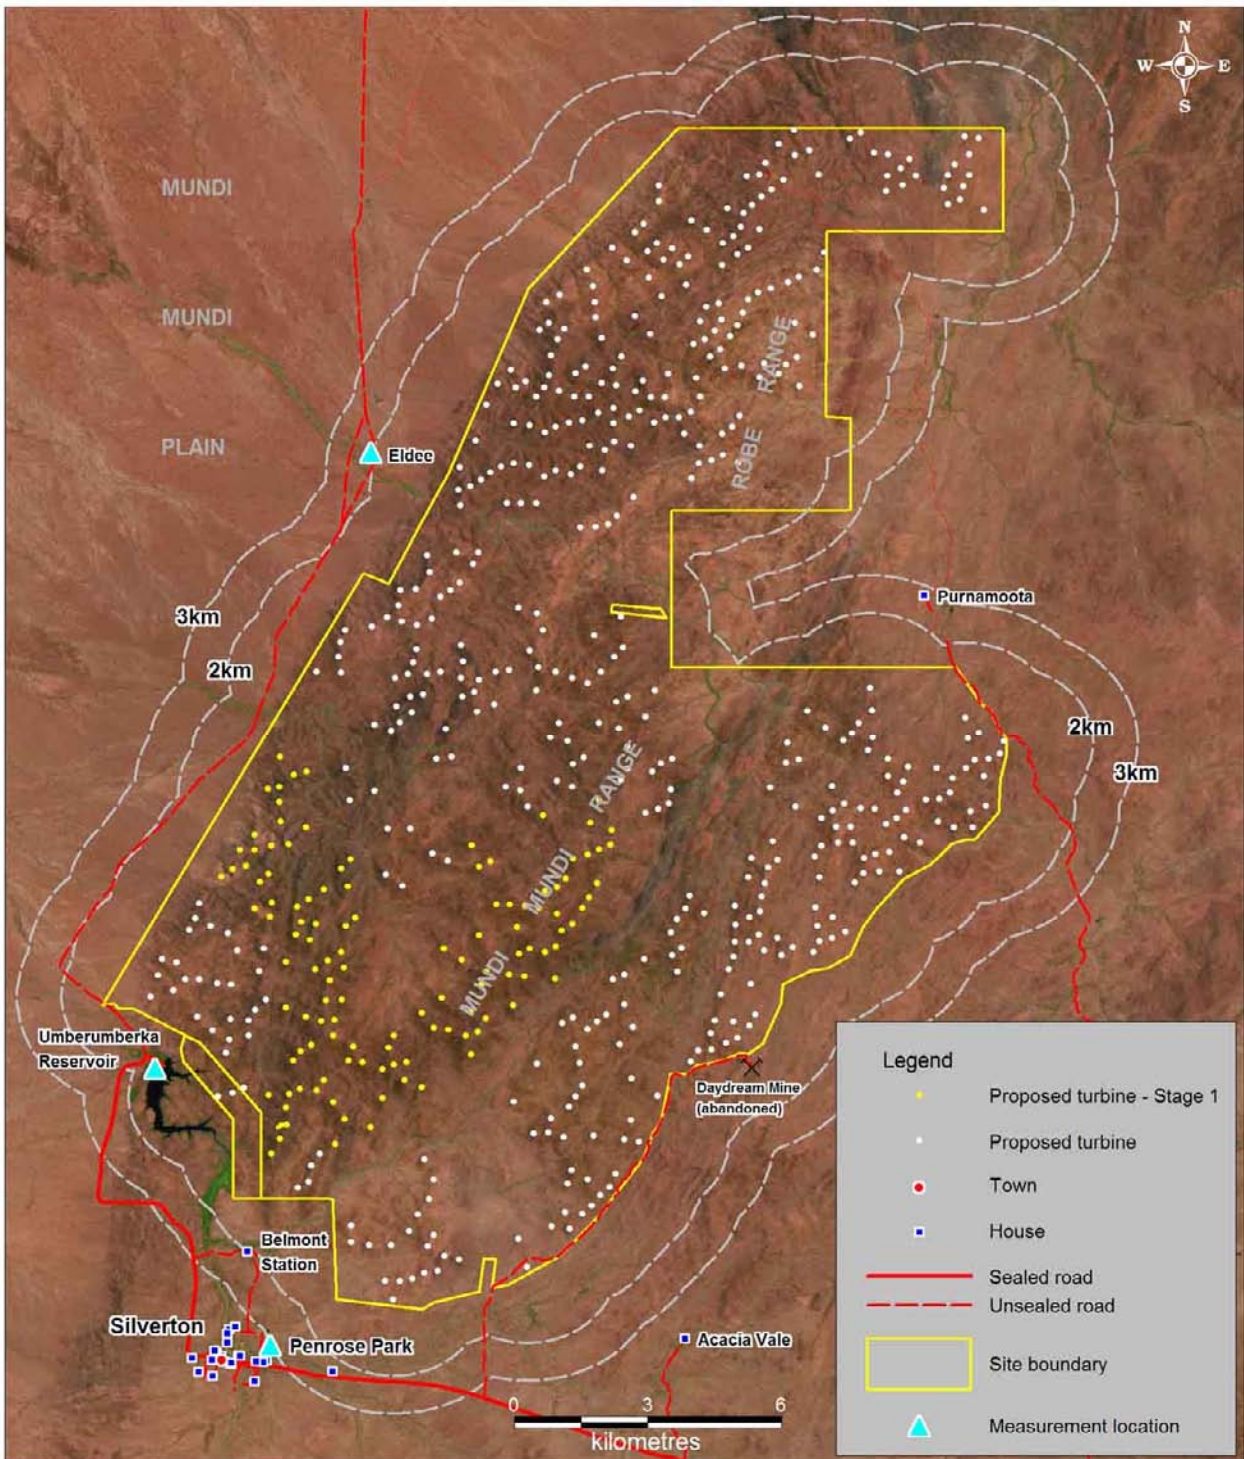 N
W E
S
MUNDI
MUNDI
PLAIN
RANGE
ROBE
Eldee
Purnamoota
3km
2km
2km
3km
RANGE
MUNDI
MUNDI
Umberumberka
Reservoir
Daydream Mine
(abandoned)
Belmont
Station
Silverton
Penrose Park
Acacia Vale
0 3 6
kilometres
Legend
Proposed turbine - Stage 1
Proposed turbine
Town
House
Sealed road
Unsealed road
Site boundary
Measurement location